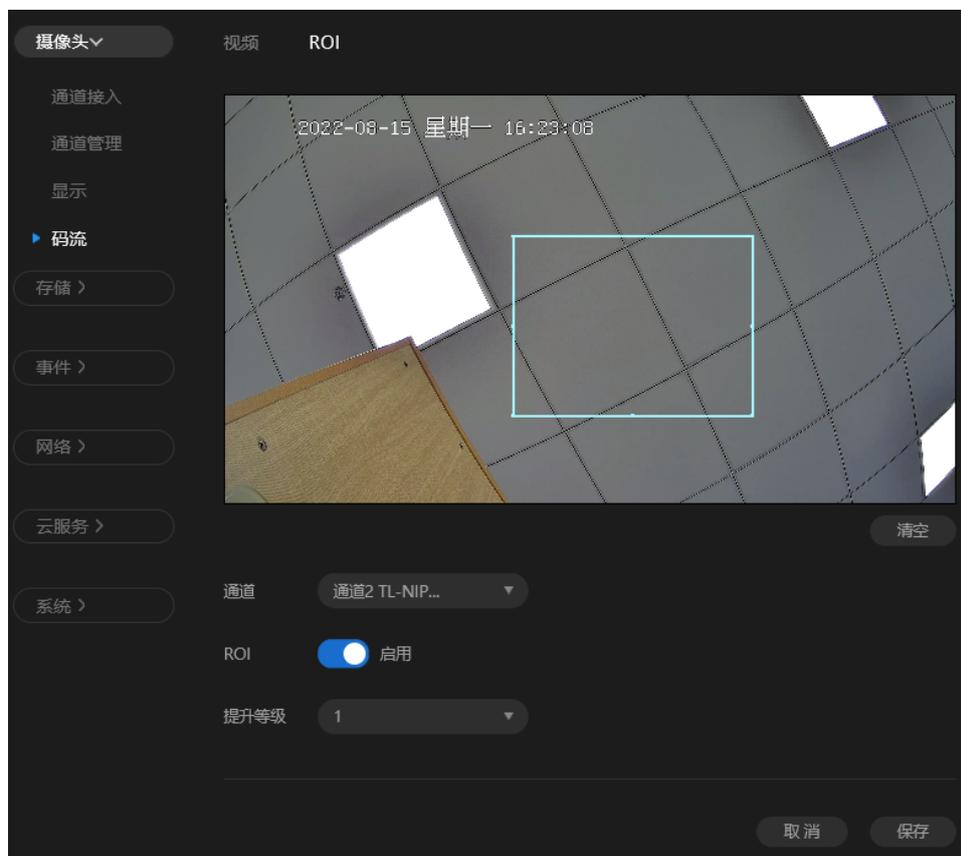 摄像头
视频
ROI
通道接入
通道管理
显示
码流
存储
事件
网络
云服务
系统
2022-08-15 星期一 16:23:08
清空
通道
通道2 TL-NIP...
ROI
启用
提升等级
1
取消
保存